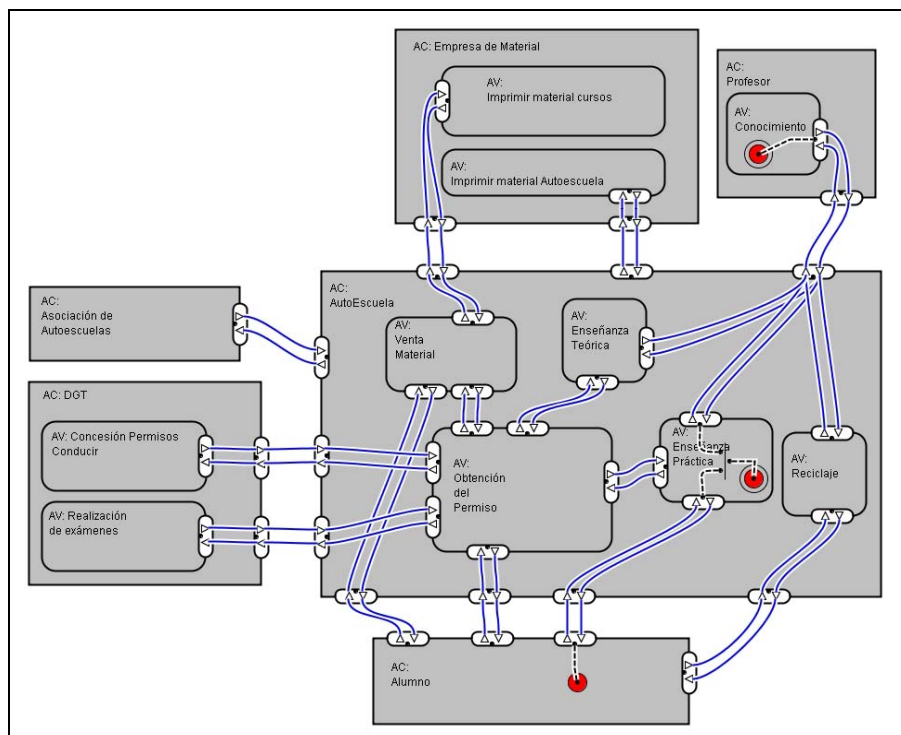 AC: Empresa de Material
AV:
Imprimir material cursos
AV:
Imprimir material Autoescuela
AC:
Profesor
AV:
Conocimiento
AC:
Asociación de
Autoescuelas
AC:
AutoEscuela
AV:
Venta
Material
AV:
Enseñanza
Teórica
AC: DGT
AV: Concesión Permisos
Conducir
AV: Realización
de exámenes
AV:
Obtención
del
Permiso
AV:
Enseñanza
Práctica
AV:
Reciclaje
AC:
Alumno